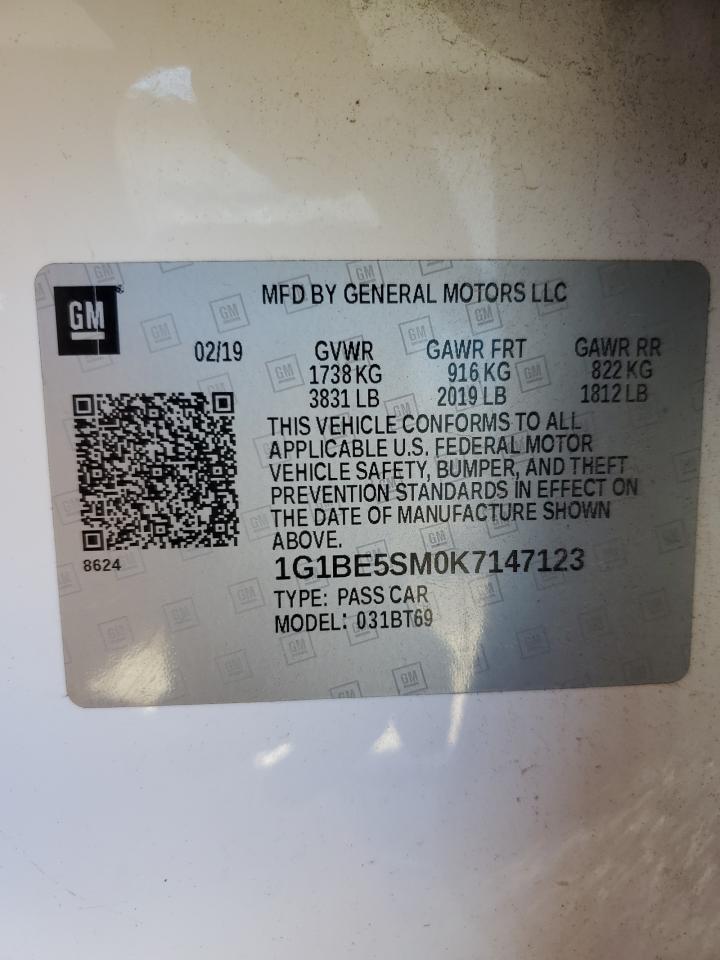 GM
MFD BY GENERAL MOTORS LLC
02/19 GVWR GAWR FRT GAWR RR
1738 KG 916 KG 822 KG
3831 LB 2019 LB 1812 LB
THIS VEHICLE CONFORMS TO ALL
APPLICABLE U.S. FEDERAL MOTOR
VEHICLE SAFETY, BUMPER, AND THEFT
PREVENTION STANDARDS IN EFFECT ON
THE DATE OF MANUFACTURE SHOWN
ABOVE.
8624
1G1BE5SM0K7147123
TYPE: PASS CAR
MODEL: 031BT69